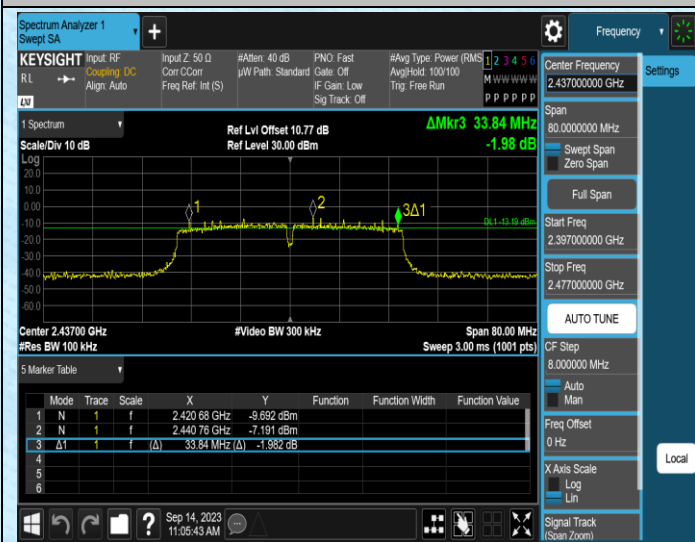 Spectrum Analyzer 1
Swept SA
+
Frequency
KEYSIGHT
RL
LXI
Input: RF
Coupling: DC
Align: Auto
Input Z: 50 Ω
Corr CCorr
Freq Ref: Int (S)
#Atten: 40 dB
µW Path: Standard
PNO: Fast
Gate: Off
IF Gain: Low
Sig Track: Off
#Avg Type: Power (RMS
Avg|Hold: 100/100
Trig: Free Run
1 2 3 4 5 6
M W W W W W
P P P P P P
1 Spectrum
Scale/Div 10 dB
Log
Ref Lvl Offset 10.77 dB
Ref Level 30.00 dBm
ΔMkr3 33.84 MHz
-1.98 dB
20.0
10.0
0.00
-10.0
-20.0
-30.0
-40.0
-50.0
-60.0
1
2
3Δ1
DL1 -13.19 dBm
Center 2.43700 GHz
#Res BW 100 kHz
#Video BW 300 kHz
Span 80.00 MHz
Sweep 3.00 ms (1001 pts)
5 Marker Table
Mode Trace Scale X Y Function Function Width Function Value
1 N 1 f 2.420 68 GHz -9.692 dBm
2 N 1 f 2.440 76 GHz -7.191 dBm
3 Δ1 1 f (Δ) 33.84 MHz (Δ) -1.982 dB
4
5
6
?
Sep 14, 2023
11:05:43 AM
Center Frequency
2.437000000 GHz
Span
80.0000000 MHz
Swept Span
Zero Span
Full Span
Start Freq
2.397000000 GHz
Stop Freq
2.477000000 GHz
AUTO TUNE
CF Step
8.000000 MHz
Auto
Man
Freq Offset
0 Hz
X Axis Scale
Log
Lin
Signal Track
(Span Zoom)
Settings
Local